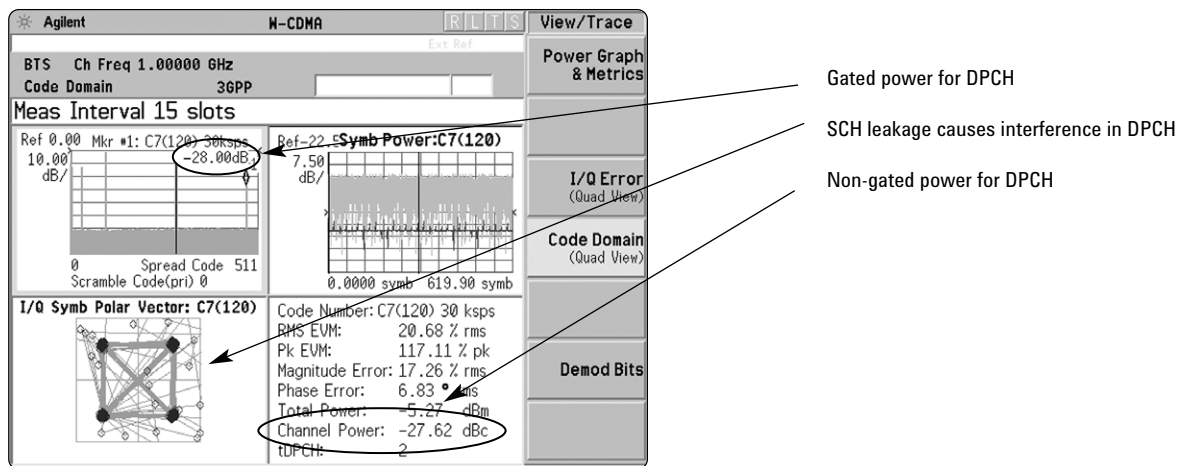 Agilent W-CDMA R L T S View/Trace
Ext Ref
BTS Ch Freq 1.00000 GHz
Code Domain 3GPP
Meas Interval 15 slots
Ref 0.00 Mkr #1: C7(120) 30ksps
10.00 -28.00dB
dB/
1
0 Spread Code 511
Scramble Code(pri) 0
Symb Power:C7(120)
7.50
dB/
0.0000 symb 619.90 symb
I/Q Symb Polar Vector: C7(120)
Code Number: C7(120) 30 ksps
RMS EVM: 20.68 % rms
Pk EVM: 117.11 % pk
Magnitude Error: 17.26 % rms
Phase Error: 6.83 °
Total Power: -5.27 dBm
Channel Power: -27.62 dBc
tDPCH: 2
Power Graph
& Metrics
I/Q Error
(Quad View)
Code Domain
(Quad View)
Demod Bits
Gated power for DPCH
SCH leakage causes interference in DPCH
Non-gated power for DPCH